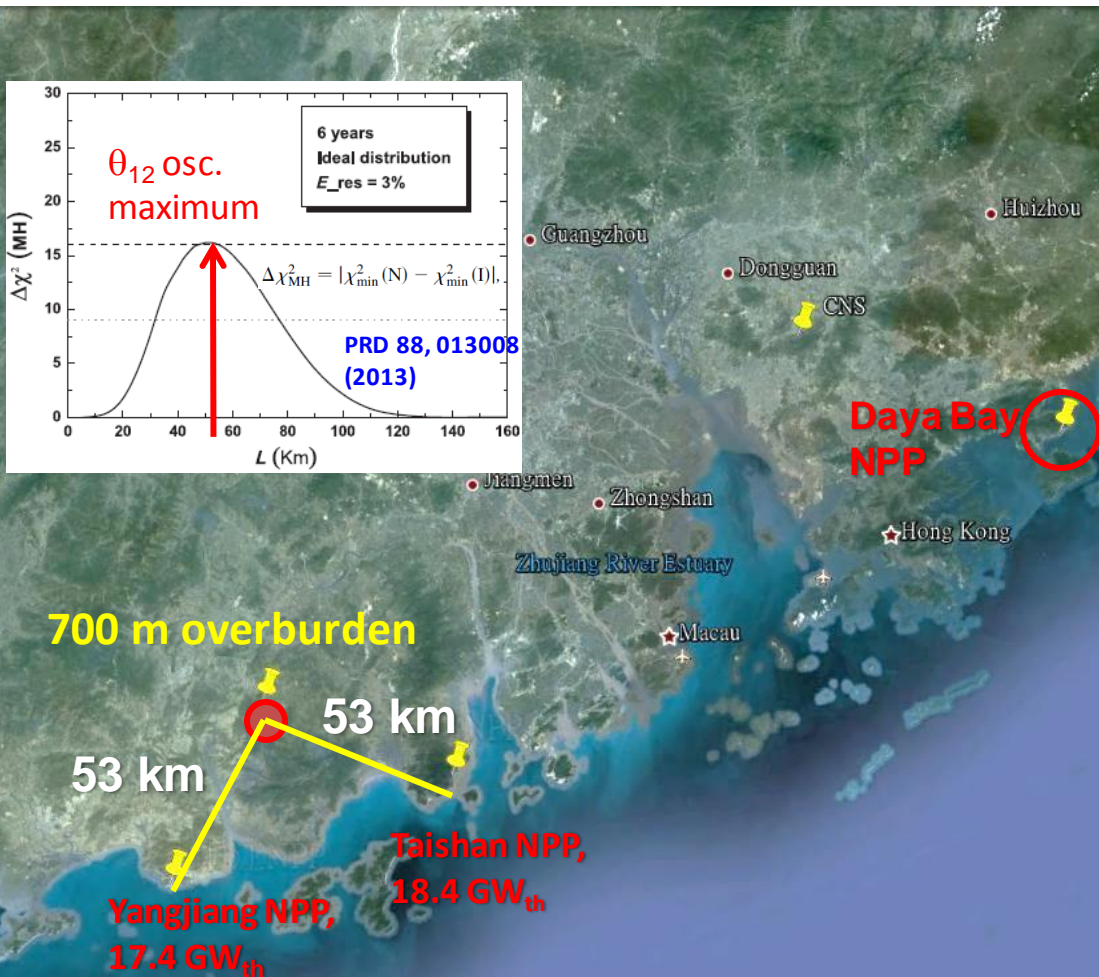 30
25
20
15
10
5
0
Δχ² (MH)
θ₁₂ osc.
maximum
6 years
Ideal distribution
E_res = 3%
Δχ²_MH = |χ²_min(N) − χ²_min(I)|,
PRD 88, 013008
(2013)
0 20 40 60 80 100 120 140 160
L (Km)
Huizhou
Guangzhou
Dongguan
CNS
Daya Bay
NPP
Jiangmen
Zhongshan
Hong Kong
Zhujiang River Estuary
Macau
700 m overburden
53 km
53 km
Taishan NPP,
18.4 GWth
Yangjiang NPP,
17.4 GWth